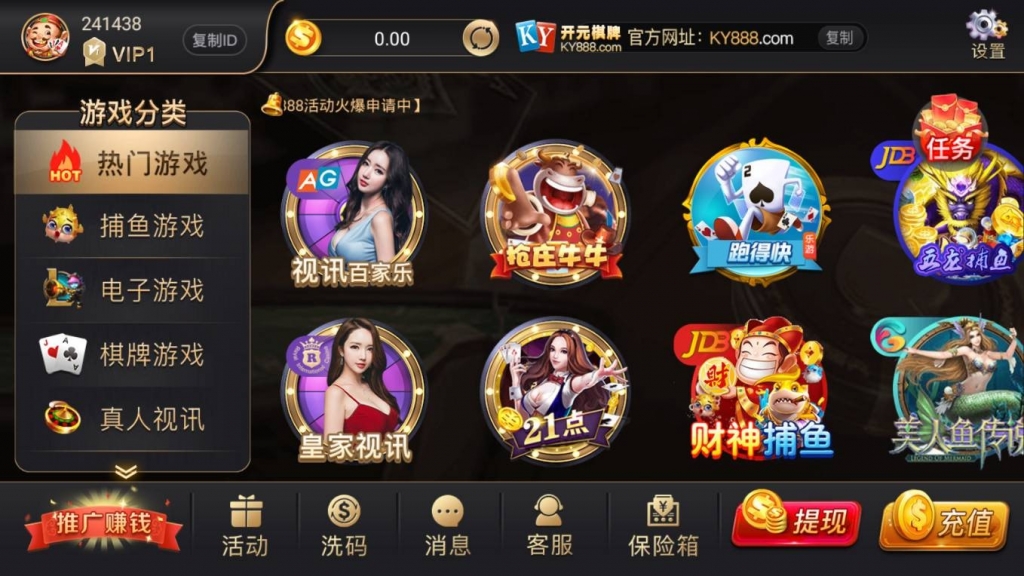 241438
VIP1
复制ID
0.00
KY 开元棋牌
KY888.com
官方网址：KY888.com
复制
设置
游戏分类
HOT 热门游戏
捕鱼游戏
电子游戏
棋牌游戏
真人视讯
888活动火爆申请中】
AG
视讯百家乐
抢庄牛牛
2
乐游
跑得快
任务
JDB
五龙捕鱼
R
皇家视讯
21点
JDB
财
财神捕鱼
美人鱼传说
LEGEND OF MERMAID
推广赚钱
活动
洗码
消息
客服
保险箱
提现
充值